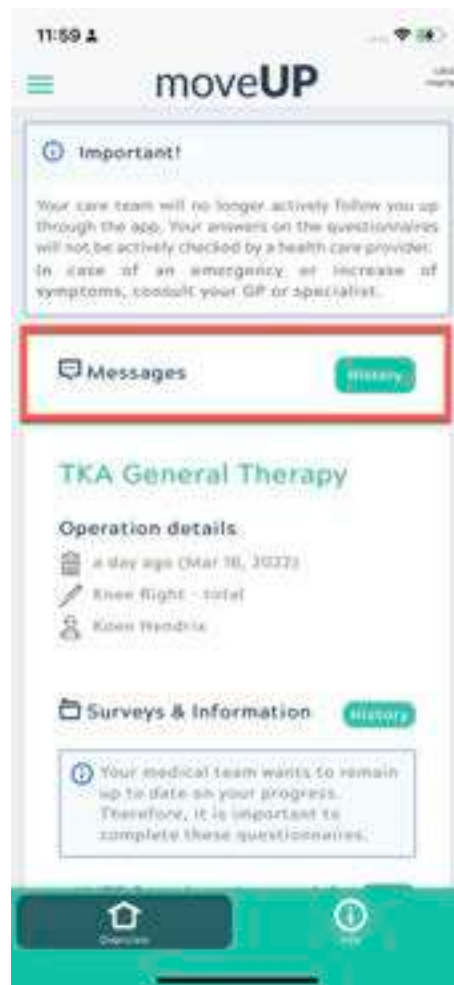 11:59
moveUP
Important!
Your care team will no longer actively follow you up
through the app. Your answers on the questionnaires
will not be actively checked by a health care provider.
In case of an emergency or increase of
symptoms, consult your GP or specialist.
Messages
History
TKA General Therapy
Operation details
a day ago (Mar 16, 2022)
Knee Right - total
Koen Hendrix
Surveys & Information
History
Your medical team wants to remain
up to date on your progress.
Therefore, it is important to
complete these questionnaires.
Overview